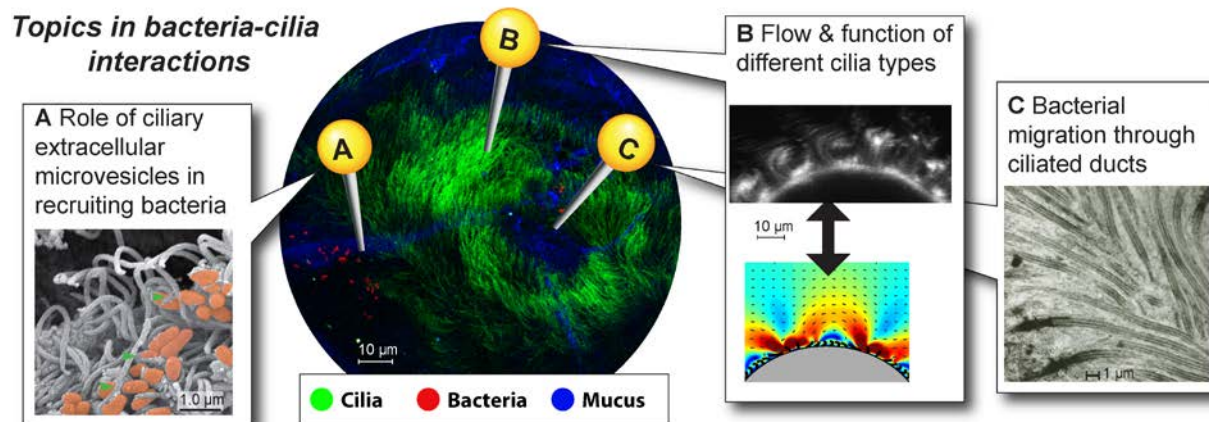 Topics in bacteria-cilia
interactions
A Role of ciliary
extracellular
microvesicles in
recruiting bacteria
1.0 µm
A
B
C
10 µm
Cilia Bacteria Mucus
B Flow & function of
different cilia types
10 µm
C Bacterial
migration through
ciliated ducts
1 µm